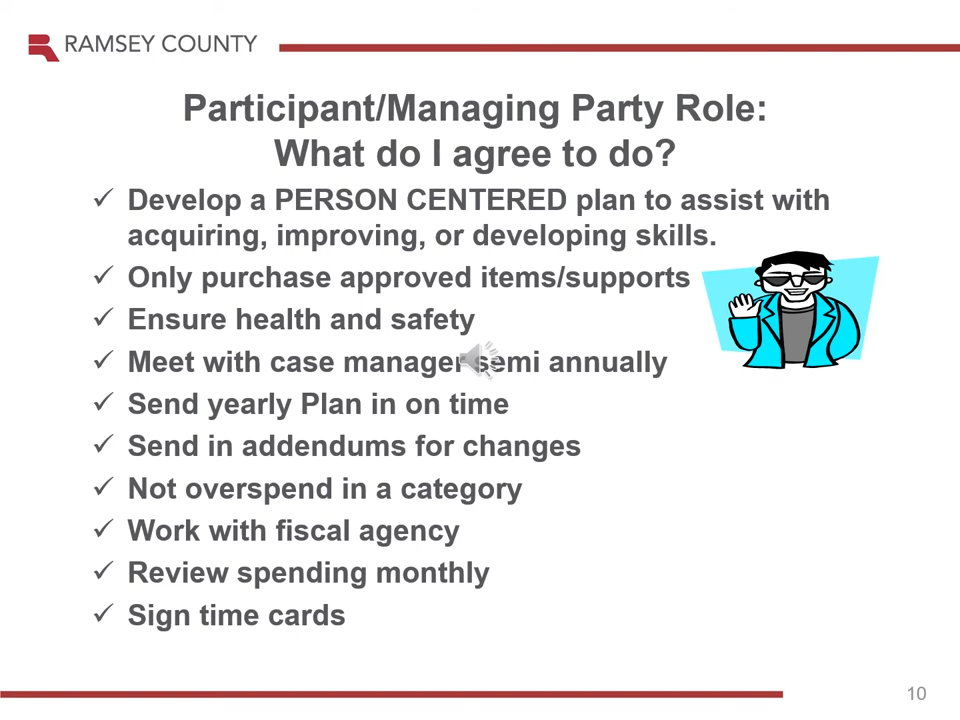 RAMSEY COUNTY
Participant/Managing Party Role:
What do I agree to do?
✓ Develop a PERSON CENTERED plan to assist with
acquiring, improving, or developing skills.
✓ Only purchase approved items/supports
✓ Ensure health and safety
✓ Meet with case manager semi annually
✓ Send yearly Plan in on time
✓ Send in addendums for changes
✓ Not overspend in a category
✓ Work with fiscal agency
✓ Review spending monthly
✓ Sign time cards
10